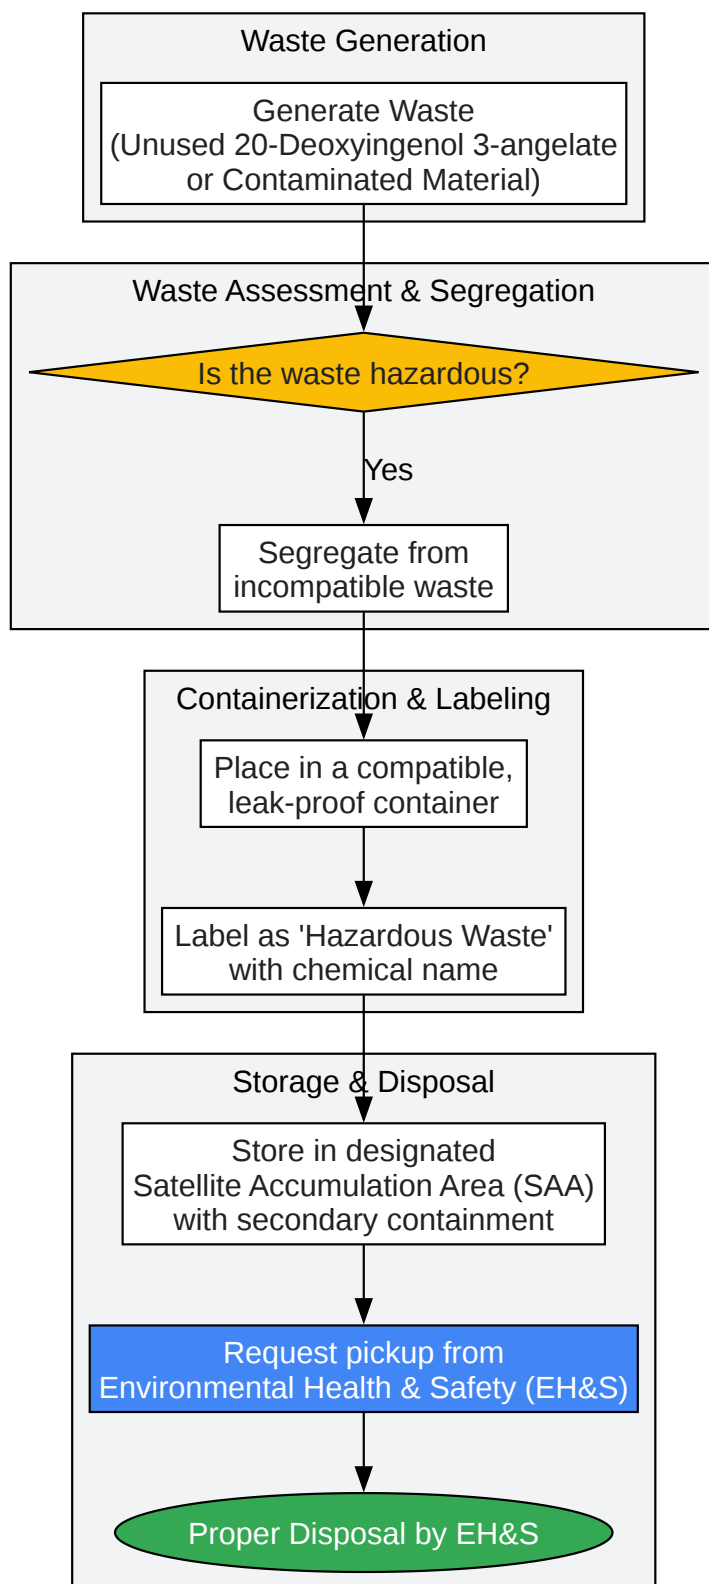 Waste Generation
Generate Waste
(Unused 20-Deoxyingenol 3-angelate
or Contaminated Material)
Waste Assessment & Segregation
Is the waste hazardous?
Yes
Segregate from
incompatible waste
Containerization & Labeling
Place in a compatible,
leak-proof container
Label as 'Hazardous Waste'
with chemical name
Storage & Disposal
Store in designated
Satellite Accumulation Area (SAA)
with secondary containment
Request pickup from
Environmental Health & Safety (EH&S)
Proper Disposal by EH&S